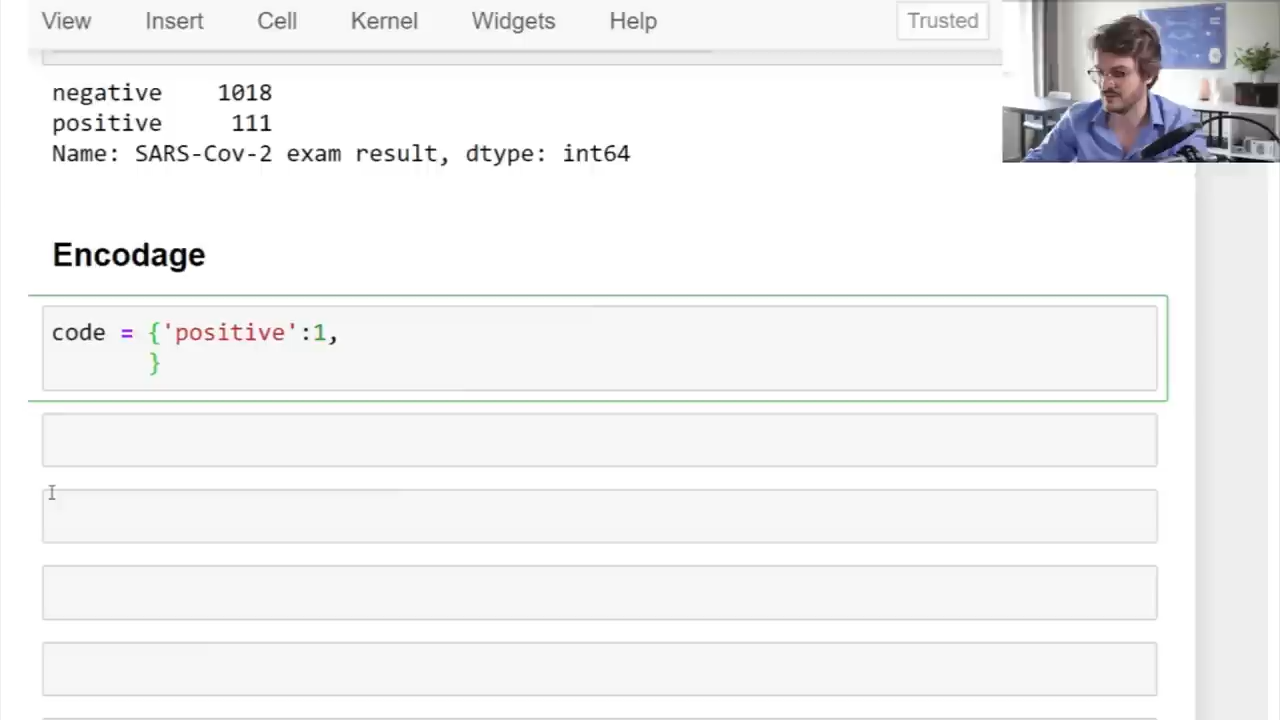 View Insert Cell Kernel Widgets Help Trusted
negative 1018
positive 111
Name: SARS-Cov-2 exam result, dtype: int64
Encodage
code = {'positive':1,
}